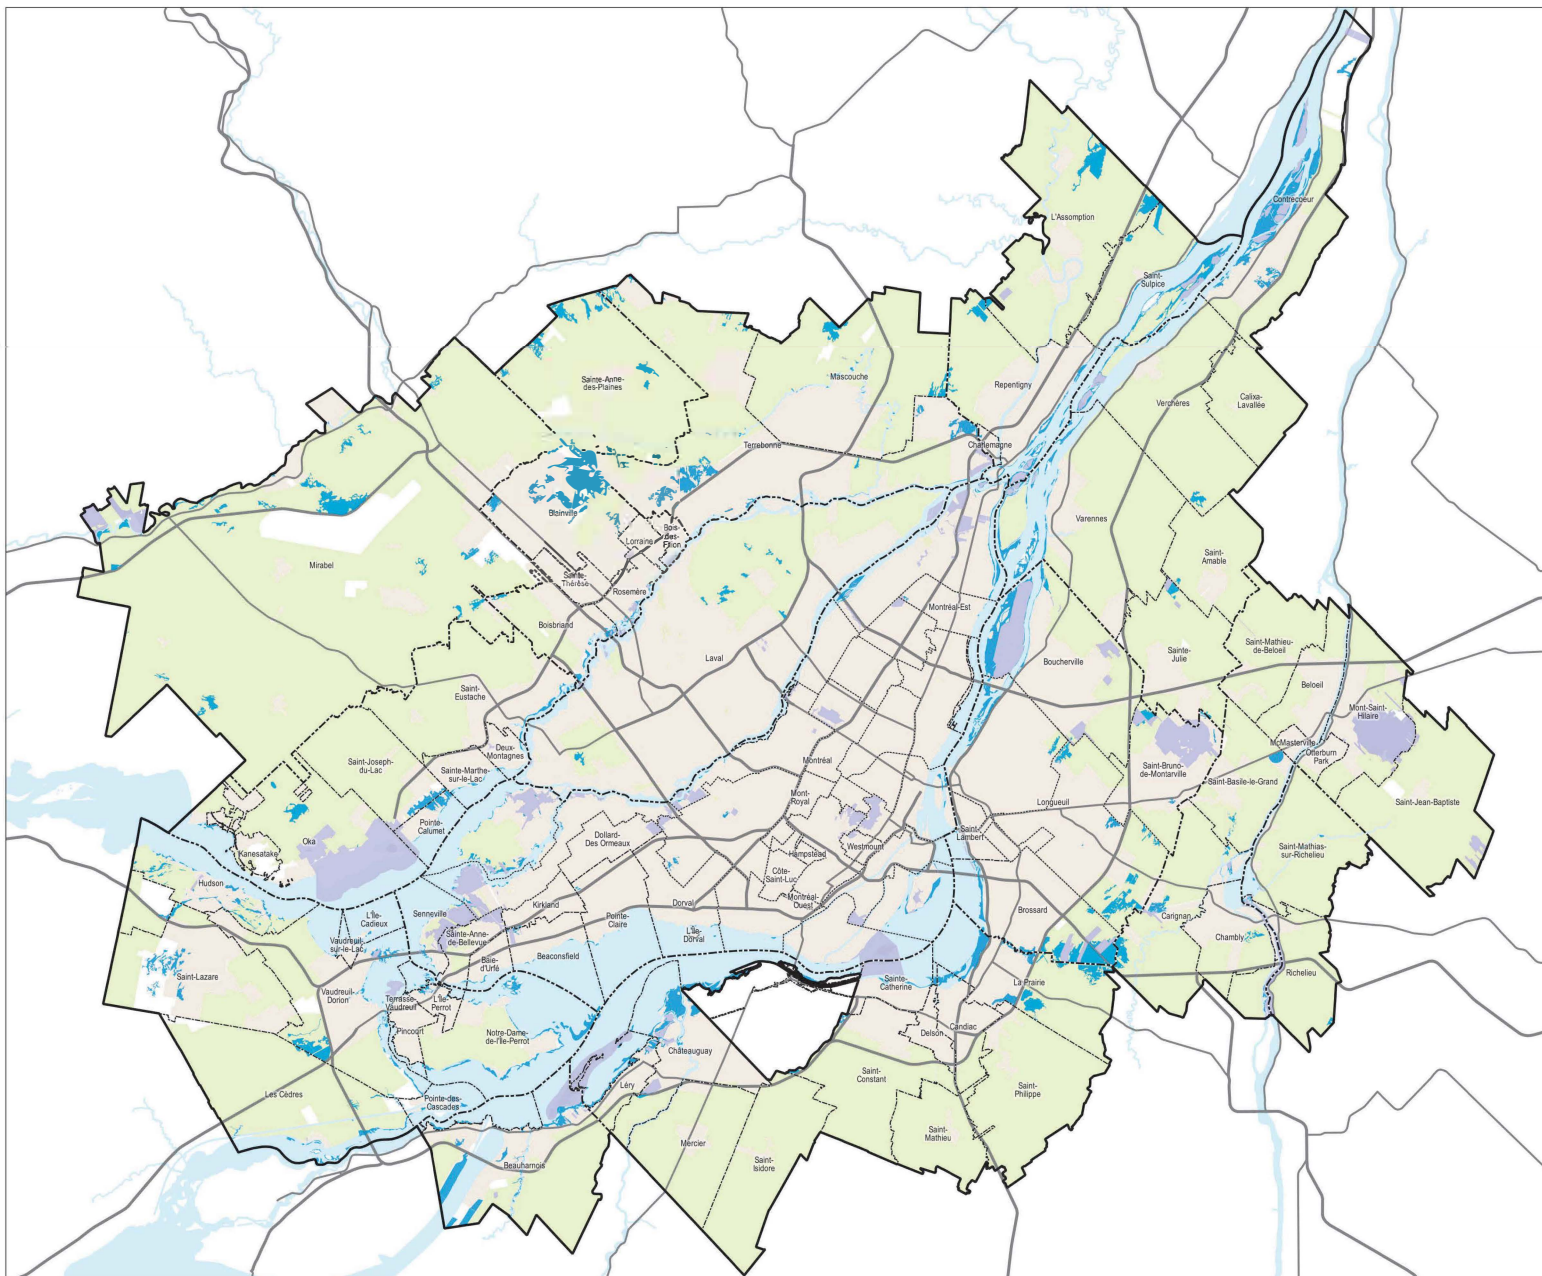 Contrecoeur
L'Assomption
Saint-
Sulpice
Sainte-Anne-
des-Plaines
Mascouche
Repentigny
Verchères
Calixa-
Lavallée
Terrebonne
Charlemagne
Blainville
Varennes
Bois-
des-
Filion
Lorraine
Saint-
Amable
Mirabel
Sainte-
Thérèse
Rosemère
Montréal-Est
Boisbriand
Saint-Mathieu-
de-Beloeil
Sainte-
Julie
Laval
Boucherville
Beloeil
Saint-
Eustache
Mont-Saint-
Hilaire
McMasterville
Otterburn
Park
Deux-
Montagnes
Saint-Joseph-
du-Lac
Sainte-Marthe-
sur-le-Lac
Montréal
Saint-Bruno-
de-Montarville
Saint-Basile-le-Grand
Mont-
Royal
Longueuil
Saint-Jean-Baptiste
Pointe-
Calumet
Dollard-
Des Ormeaux
Saint-
Lambert
Oka
Kanesatake
Hampstead
Westmount
Saint-Mathias-
sur-Richelieu
Côte-
Saint-Luc
Hudson
Montréal-
Ouest
Kirkland
Dorval
L'Île-
Cadieux
Senneville
Pointe-
Claire
Brossard
Carignan
Sainte-Anne-
de-Bellevue
L'Île-
Dorval
Chambly
Vaudreuil-
sur-le-Lac
Baie-
d'Urfé
Beaconsfield
Saint-Lazare
Sainte-
Catherine
La Prairie
Richelieu
Vaudreuil-
Dorion
Terrasse-
Vaudreuil
L'Île-
Perrot
Pincourt
Notre-Dame-
de-l'Île-Perrot
Delson
Candiac
Châteauguay
Léry
Saint-
Constant
Saint-
Philippe
Les Cèdres
Pointe-des-
Cascades
Saint-
Mathieu
Mercier
Beauharnois
Saint-
Isidore